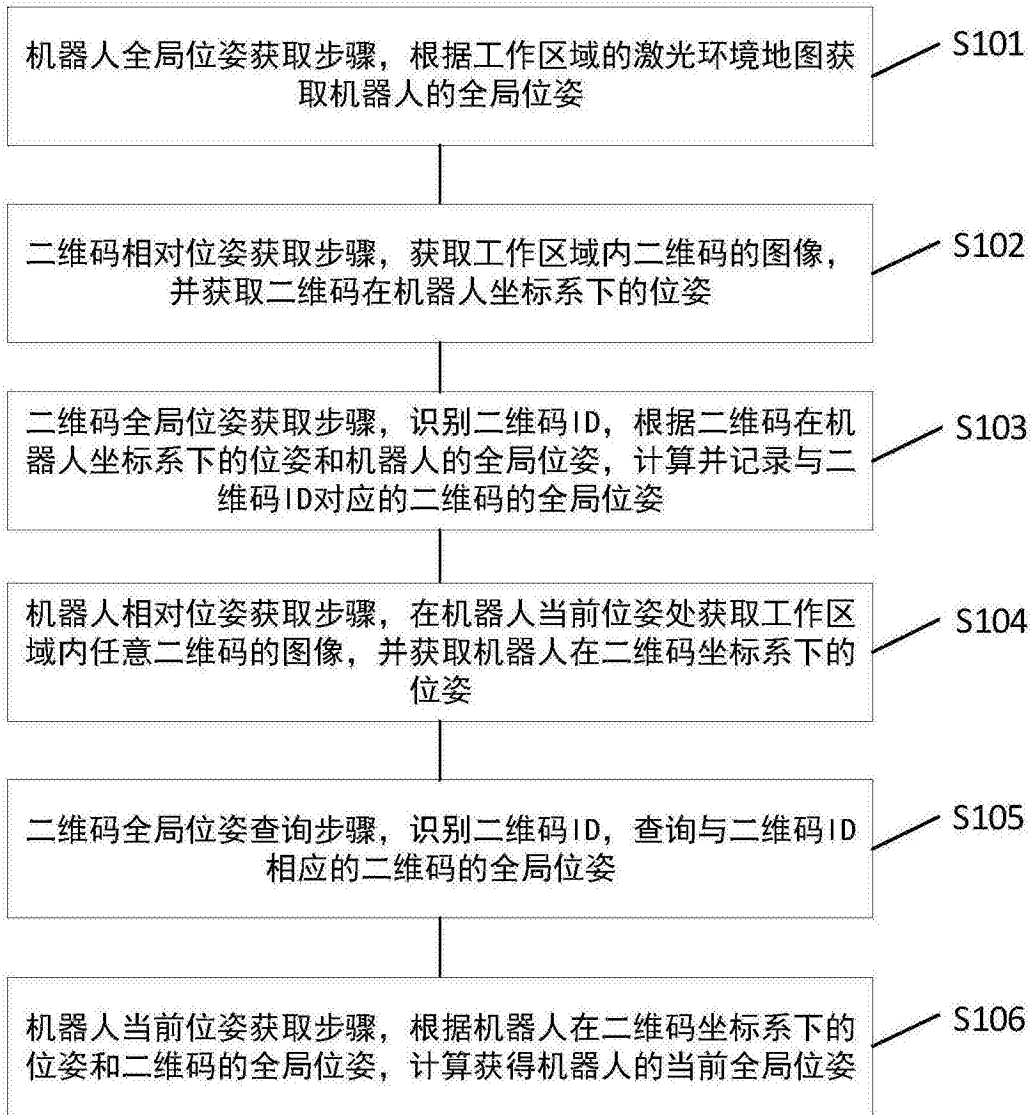 机器人全局位姿获取步骤，根据工作区域的激光环境地图获
取机器人的全局位姿
S101
二维码相对位姿获取步骤，获取工作区域内二维码的图像，
并获取二维码在机器人坐标系下的位姿
S102
二维码全局位姿获取步骤，识别二维码ID，根据二维码在机
器人坐标系下的位姿和机器人的全局位姿，计算并记录与二
维码ID对应的二维码的全局位姿
S103
机器人相对位姿获取步骤，在机器人当前位姿处获取工作区
域内任意二维码的图像，并获取机器人在二维码坐标系下的
位姿
S104
二维码全局位姿查询步骤，识别二维码ID，查询与二维码ID
相应的二维码的全局位姿
S105
机器人当前位姿获取步骤，根据机器人在二维码坐标系下的
位姿和二维码的全局位姿，计算获得机器人的当前全局位姿
S106